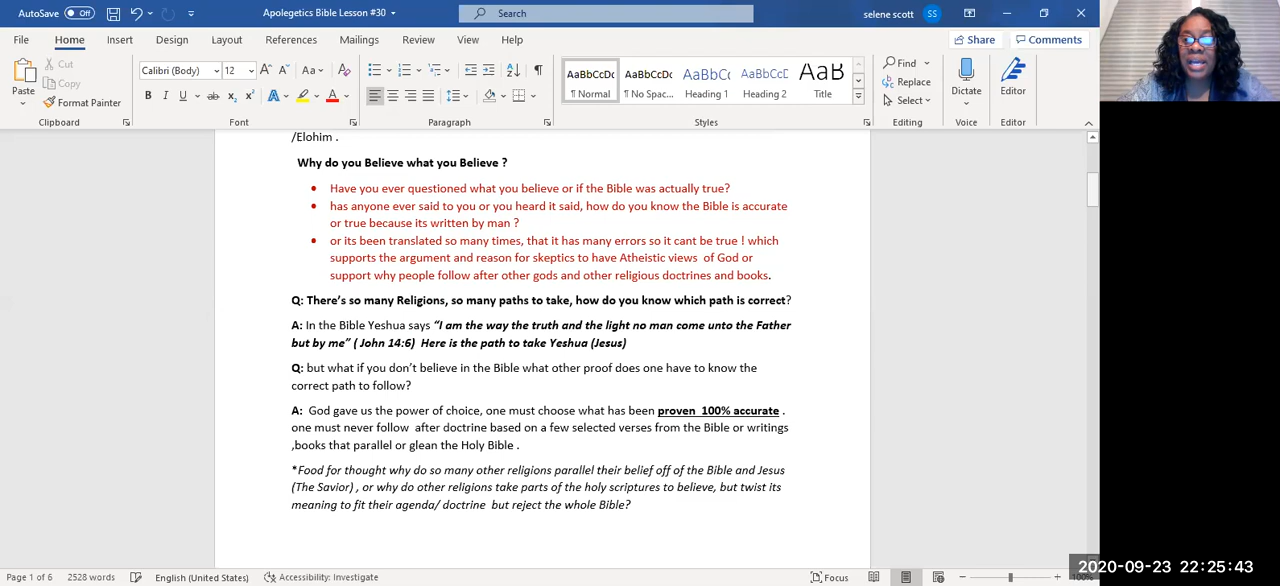 AutoSave Off Apolegetics Bible Lesson #30 Search selene scott SS
File Home Insert Design Layout References Mailings Review View Help Share Comments
Paste Cut Copy Format Painter
Calibri (Body) 12 A A Aa A
B I U ab x₂ x² A A
AaBbCcDc AaBbCcDc AaBbC AaBbCcD AaB
¶ Normal ¶ No Spac... Heading 1 Heading 2 Title
Find Replace Select
Dictate Editor
Clipboard Font Paragraph Styles Editing Voice Editor
/Elohim .
Why do you Believe what you Believe ?
• Have you ever questioned what you believe or if the Bible was actually true?
• has anyone ever said to you or you heard it said, how do you know the Bible is accurate
or true because its written by man ?
• or its been translated so many times, that it has many errors so it cant be true ! which
supports the argument and reason for skeptics to have Atheistic views of God or
support why people follow after other gods and other religious doctrines and books.
Q: There’s so many Religions, so many paths to take, how do you know which path is correct?
A: In the Bible Yeshua says “I am the way the truth and the light no man come unto the Father
but by me” ( John 14:6) Here is the path to take Yeshua (Jesus)
Q: but what if you don’t believe in the Bible what other proof does one have to know the
correct path to follow?
A: God gave us the power of choice, one must choose what has been proven 100% accurate .
one must never follow after doctrine based on a few selected verses from the Bible or writings
,books that parallel or glean the Holy Bible .
*Food for thought why do so many other religions parallel their belief off of the Bible and Jesus
(The Savior) , or why do other religions take parts of the holy scriptures to believe, but twist its
meaning to fit their agenda/ doctrine but reject the whole Bible?
Page 1 of 6 2528 words English (United States) Accessibility: Investigate Focus 100%
2020-09-23 22:25:43